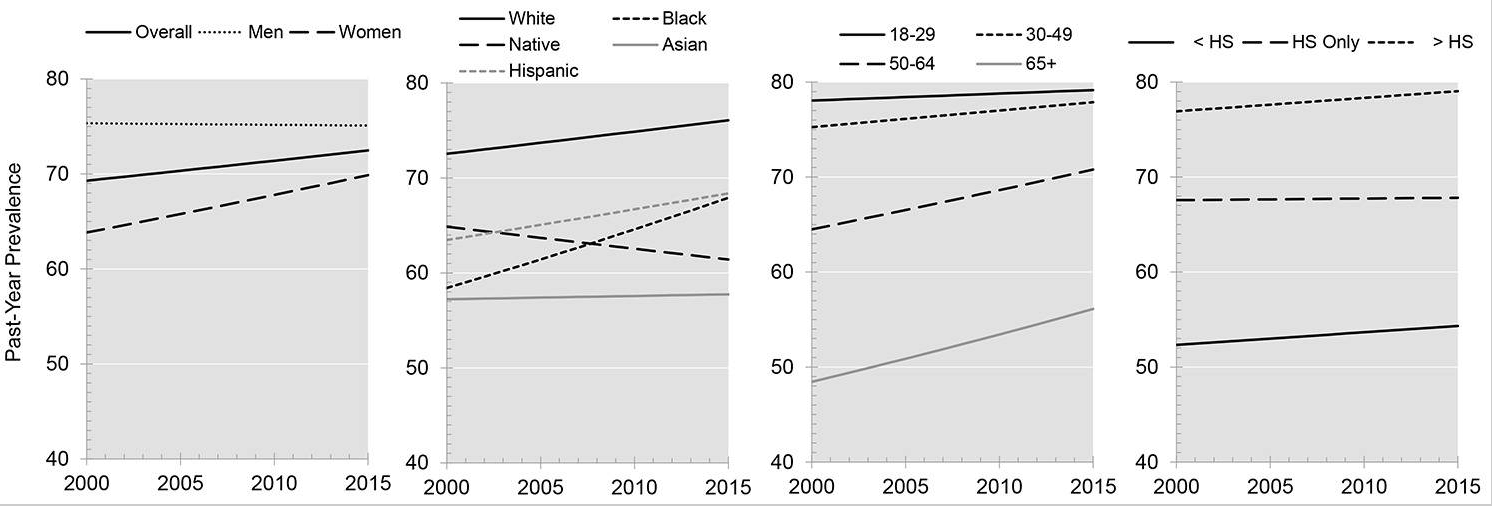 Past-Year Prevalence
Overall Men Women
80
70
60
50
40
2000 2005 2010 2015
White Black
Native Asian
Hispanic
80
70
60
50
40
2000 2005 2010 2015
18-29 30-49
50-64 65+
80
70
60
50
40
2000 2005 2010 2015
< HS HS Only > HS
80
70
60
50
40
2000 2005 2010 2015